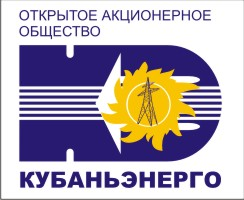 ОТКРЫТОЕ АКЦИОНЕРНОЕ
ОБЩЕСТВО
КУБАНЬЭНЕРГО